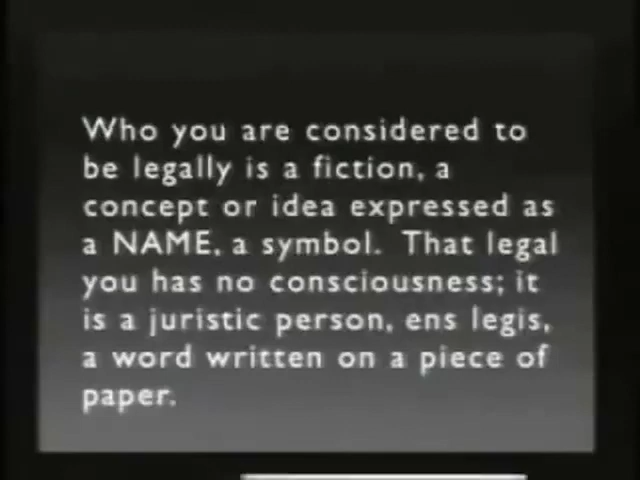 Who you are considered to
be legally is a fiction, a
concept or idea expressed as
a NAME, a symbol.  That legal
you has no consciousness; it
is a juristic person, ens legis,
a word written on a piece of
paper.